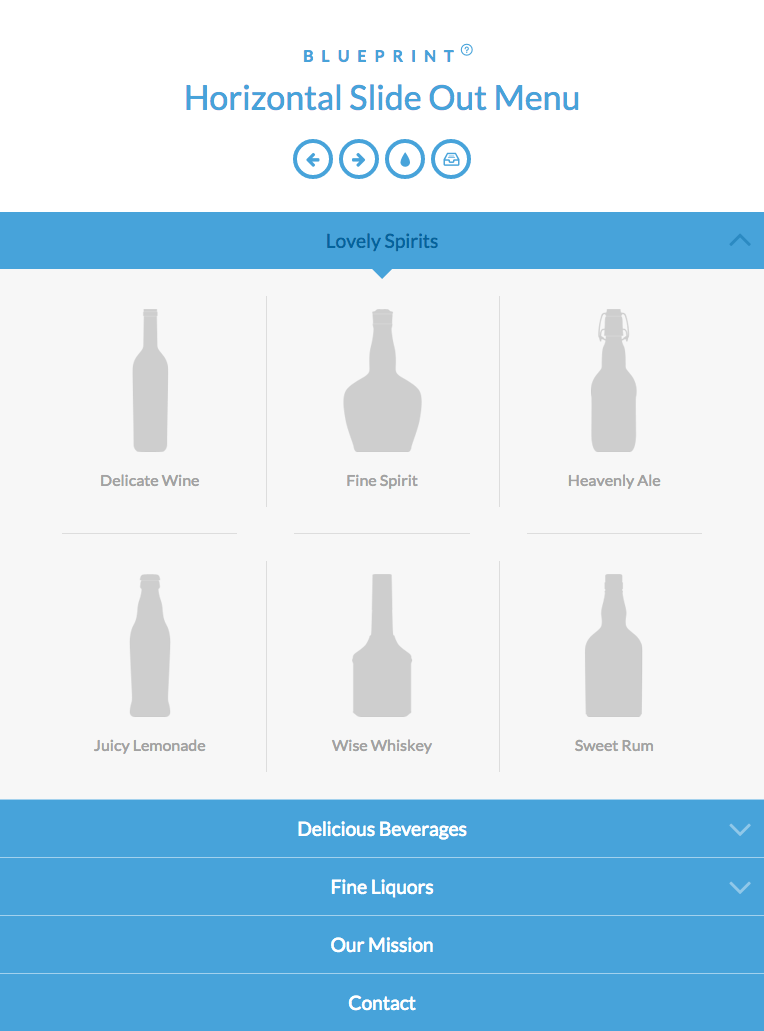 BLUEPRINT ?
Horizontal Slide Out Menu
Lovely Spirits
Delicate Wine
Fine Spirit
Heavenly Ale
Juicy Lemonade
Wise Whiskey
Sweet Rum
Delicious Beverages
Fine Liquors
Our Mission
Contact